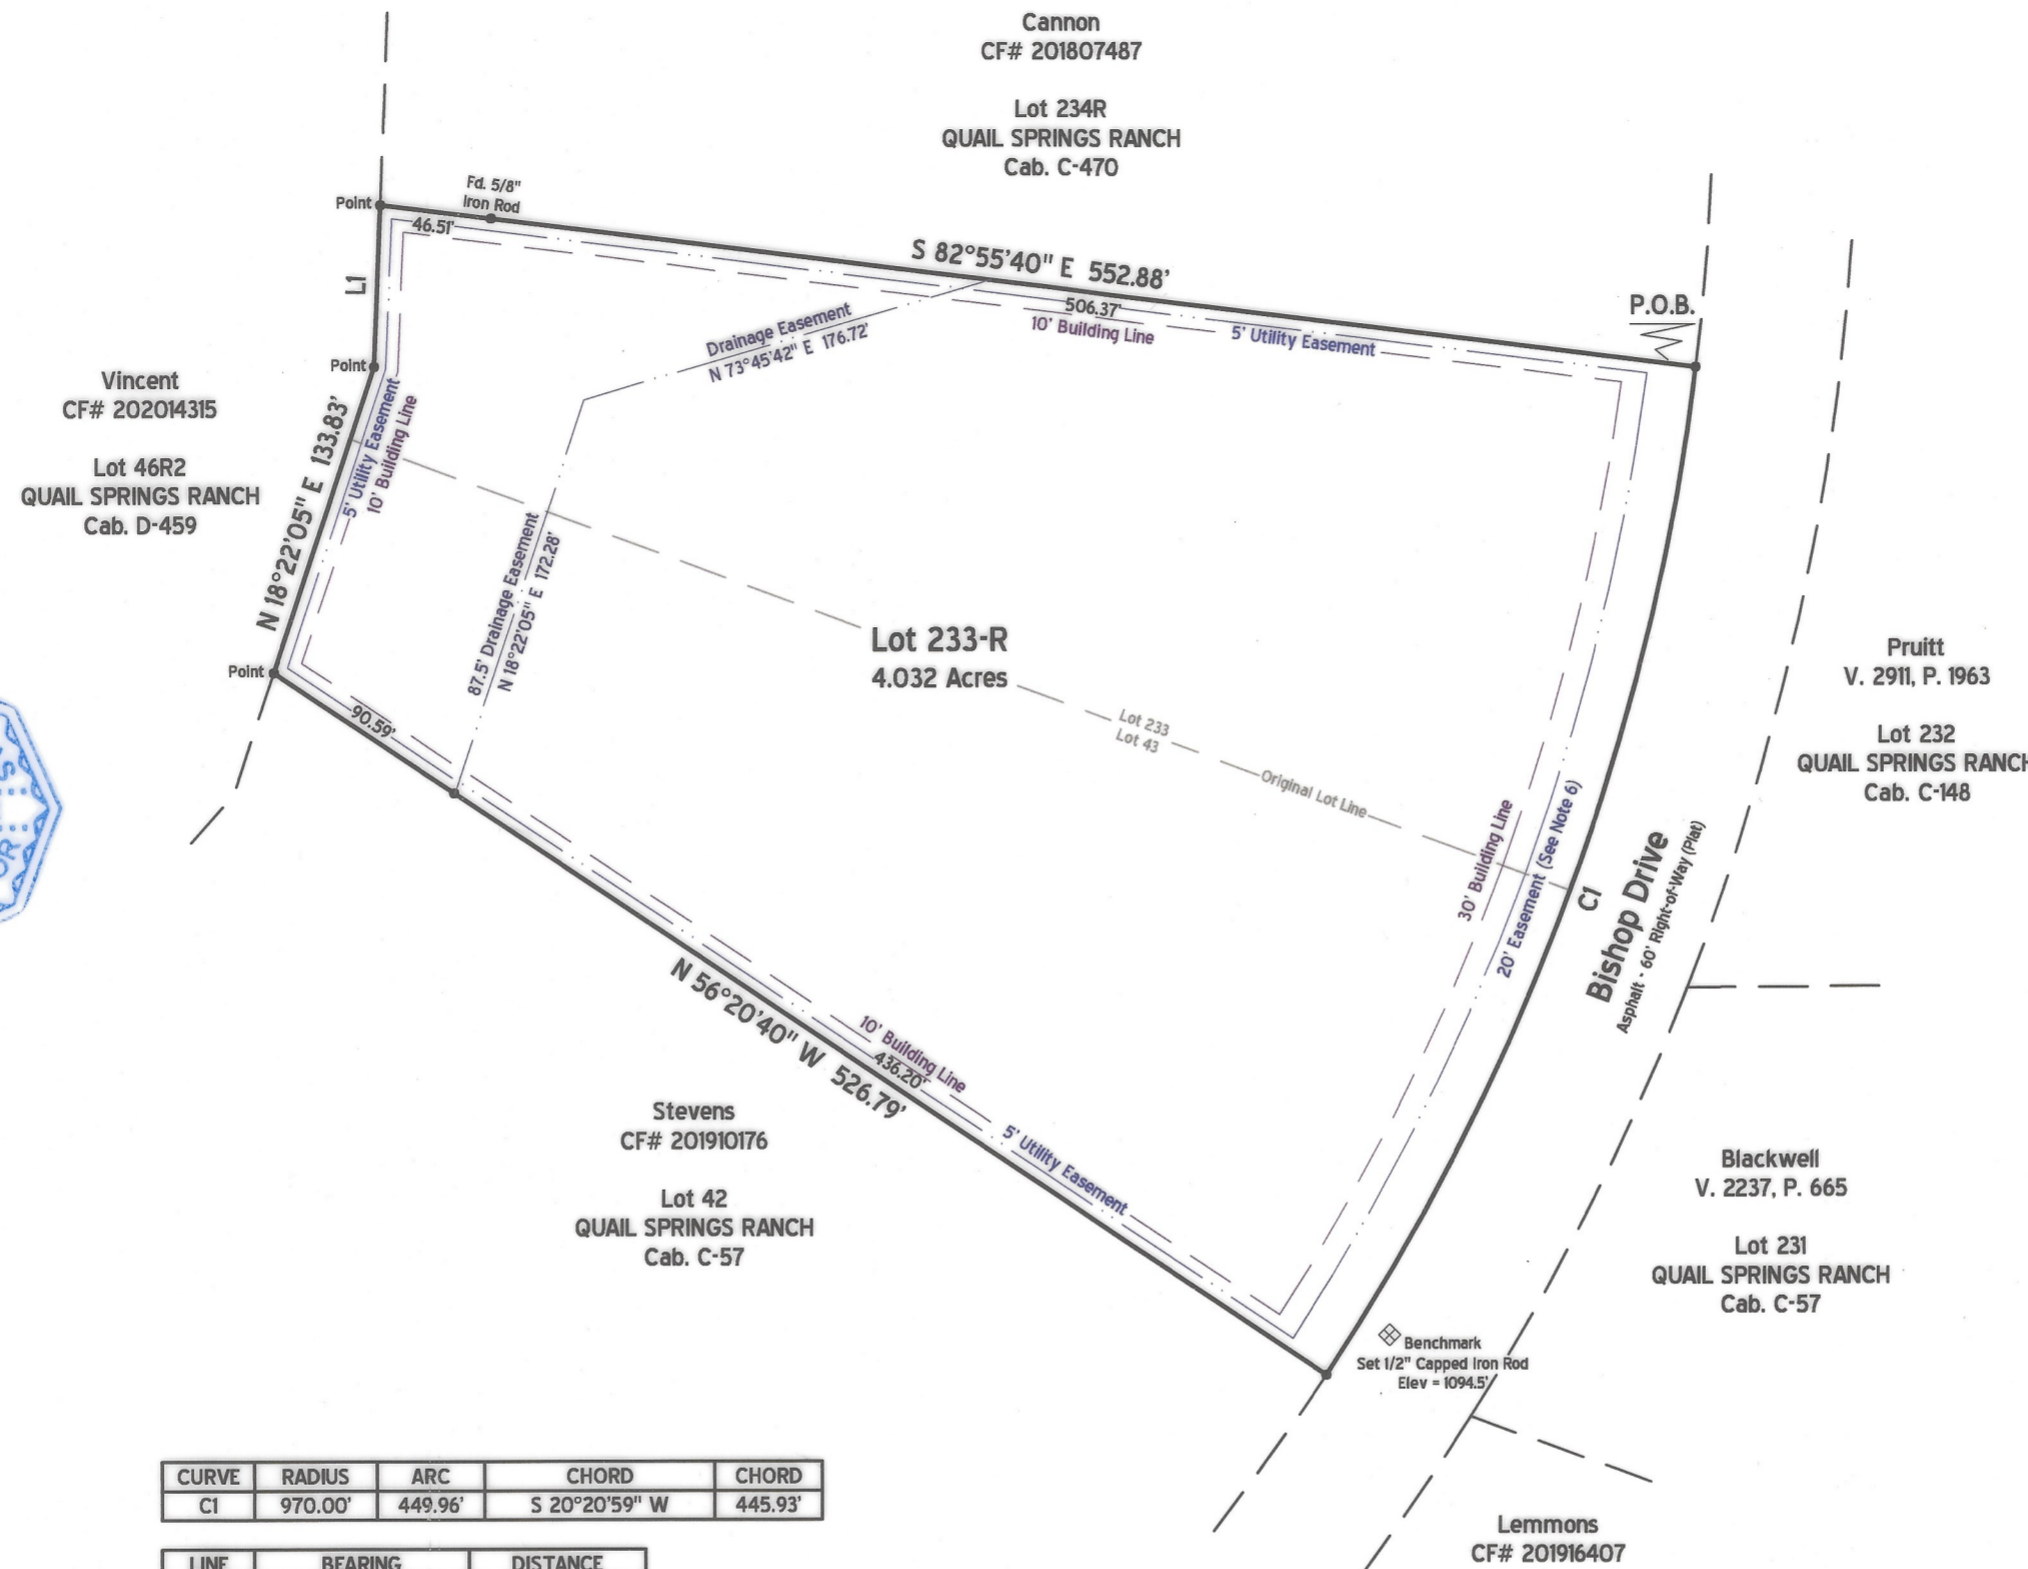 Cannon
CF# 201807487
Lot 234R
QUAIL SPRINGS RANCH
Cab. C-470
Fd. 5/8"
Iron Rod
Point
46.51'
S 82°55'40" E 552.88'
506.37'
10' Building Line
5' Utility Easement
P.O.B.
L1
Drainage Easement
N 73°45'42" E 176.72'
Point
Vincent
CF# 202014315
Lot 46R2
QUAIL SPRINGS RANCH
Cab. D-459
N 18°22'05" E 133.83'
5' Utility Easement
10' Building Line
87.5' Drainage Easement
N 18°22'05" E 172.28'
Lot 233-R
4.032 Acres
Point
90.59'
Lot 233
Lot 43
Original Lot Line
30' Building Line
20' Easement (See Note 6)
C1
Bishop Drive
Asphalt - 60' Right-of-Way (Plat)
Pruitt
V. 2911, P. 1963
Lot 232
QUAIL SPRINGS RANCH
Cab. C-148
OR
N 56°20'40" W 526.79'
10' Building Line
436.20'
5' Utility Easement
Stevens
CF# 201910176
Lot 42
QUAIL SPRINGS RANCH
Cab. C-57
Blackwell
V. 2237, P. 665
Lot 231
QUAIL SPRINGS RANCH
Cab. C-57
Benchmark
Set 1/2" Capped Iron Rod
Elev = 1094.5'
CURVE RADIUS ARC CHORD CHORD
C1 970.00' 449.96' S 20°20'59" W 445.93'
Lemmons
CF# 201916407
LINE BEARING DISTANCE